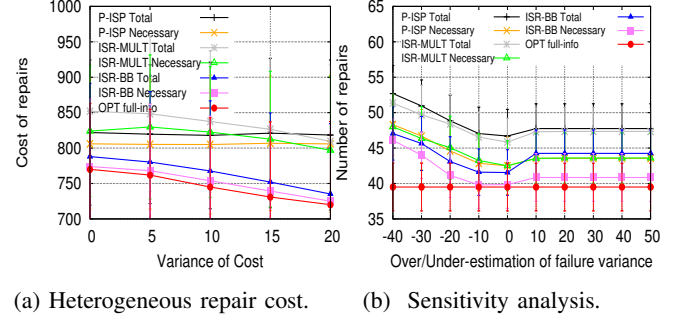 1000
950
900
850
800
750
700
Cost of repairs
P-ISP Total
P-ISP Necessary
ISR-MULT Total
ISR-MULT Necessary
ISR-BB Total
ISR-BB Necessary
OPT full-info
0 5 10 15 20
Variance of Cost
(a) Heterogeneous repair cost.
65
60
55
50
45
40
35
Number of repairs
P-ISP Total
P-ISP Necessary
ISR-MULT Total
ISR-MULT Necessary
ISR-BB Total
ISR-BB Necessary
OPT full-info
-40 -30 -20 -10 0 10 20 30 40 50
Over/Under-estimation of failure variance
(b) Sensitivity analysis.